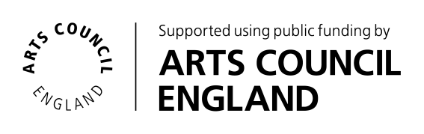 ARTS COUNCIL
ENGLAND
Supported using public funding by
ARTS COUNCIL
ENGLAND